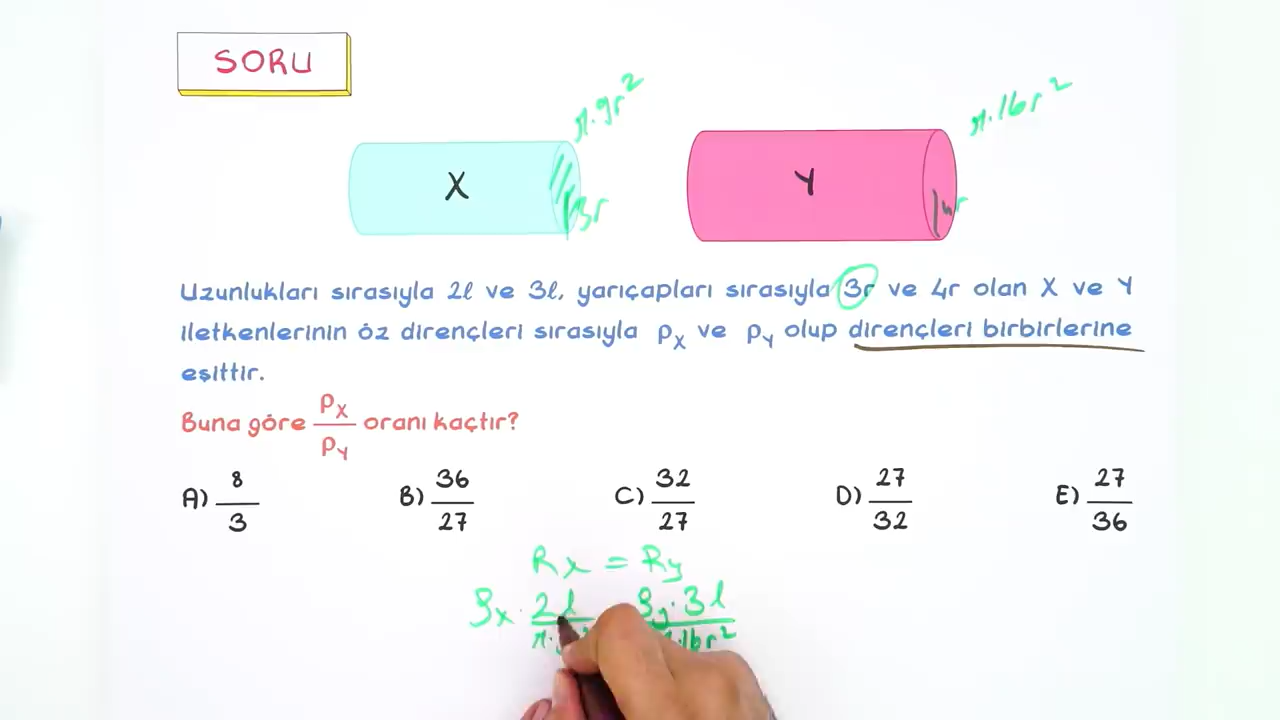 SORU
π.9r²
π.16r²
X
Y
3r
4r
Uzunlukları sırasıyla 2ℓ ve 3ℓ, yarıçapları sırasıyla 3r ve 4r olan X ve Y
iletkenlerinin öz dirençleri sırasıyla ρX ve ρY olup dirençleri birbirlerine
eşittir.
Buna göre ρX/ρY oranı kaçtır?
A) 8/3 B) 36/27 C) 32/27 D) 27/32 E) 27/36
Rx = Ry
ρx . 2ℓ ρy . 3ℓ
16r²